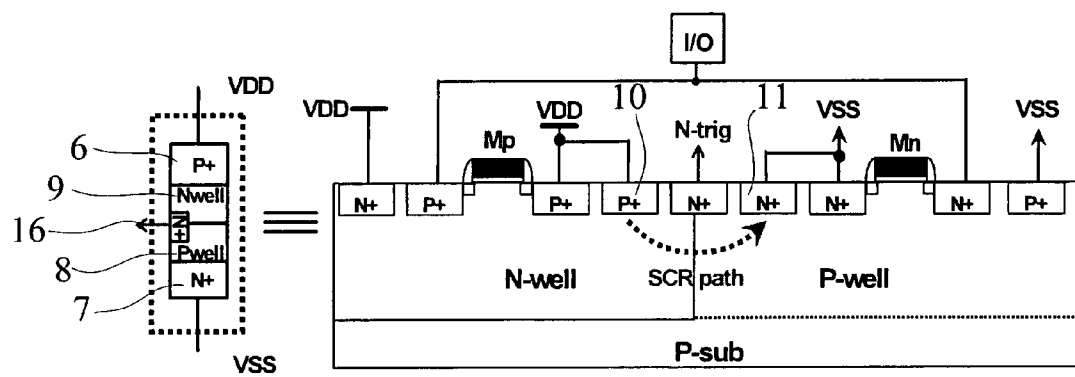 I/O
VDD
6
P+
9
Nwell
16
N+
8
Pwell
7
N+
VSS
VDD
Mp
VDD
10
N-trig
11
VSS
Mn
VSS
N+
P+
P+
P+
N+
N+
N+
N+
P+
SCR path
N-well
P-well
P-sub